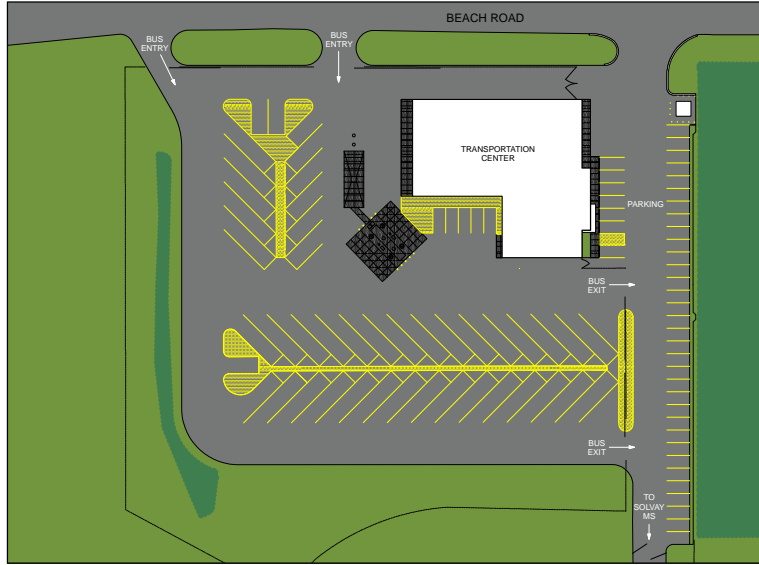 BEACH ROAD
BUS
ENTRY
BUS
ENTRY
TRANSPORTATION
CENTER
PARKING
BUS
EXIT
BUS
EXIT
TO
SOLVAY
MS